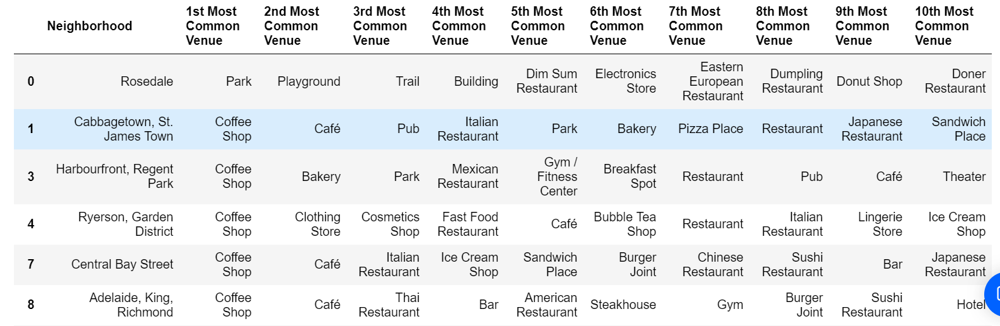 Neighborhood 1st Most Common Venue 2nd Most Common Venue 3rd Most Common Venue 4th Most Common Venue 5th Most Common Venue 6th Most Common Venue 7th Most Common Venue 8th Most Common Venue 9th Most Common Venue 10th Most Common Venue
0 Rosedale Park Playground Trail Building Dim Sum Restaurant Electronics Store Eastern European Restaurant Dumpling Restaurant Donut Shop Doner Restaurant
1 Cabbagetown, St. James Town Coffee Shop Café Pub Italian Restaurant Park Bakery Pizza Place Restaurant Japanese Restaurant Sandwich Place
3 Harbourfront, Regent Park Coffee Shop Bakery Park Mexican Restaurant Gym / Fitness Center Breakfast Spot Restaurant Pub Café Theater
4 Ryerson, Garden District Coffee Shop Clothing Store Cosmetics Shop Fast Food Restaurant Café Bubble Tea Shop Restaurant Italian Restaurant Lingerie Store Ice Cream Shop
7 Central Bay Street Coffee Shop Café Italian Restaurant Ice Cream Shop Sandwich Place Burger Joint Chinese Restaurant Sushi Restaurant Bar Japanese Restaurant
8 Adelaide, King, Richmond Coffee Shop Café Thai Restaurant Bar American Restaurant Steakhouse Gym Burger Joint Sushi Restaurant Hotel